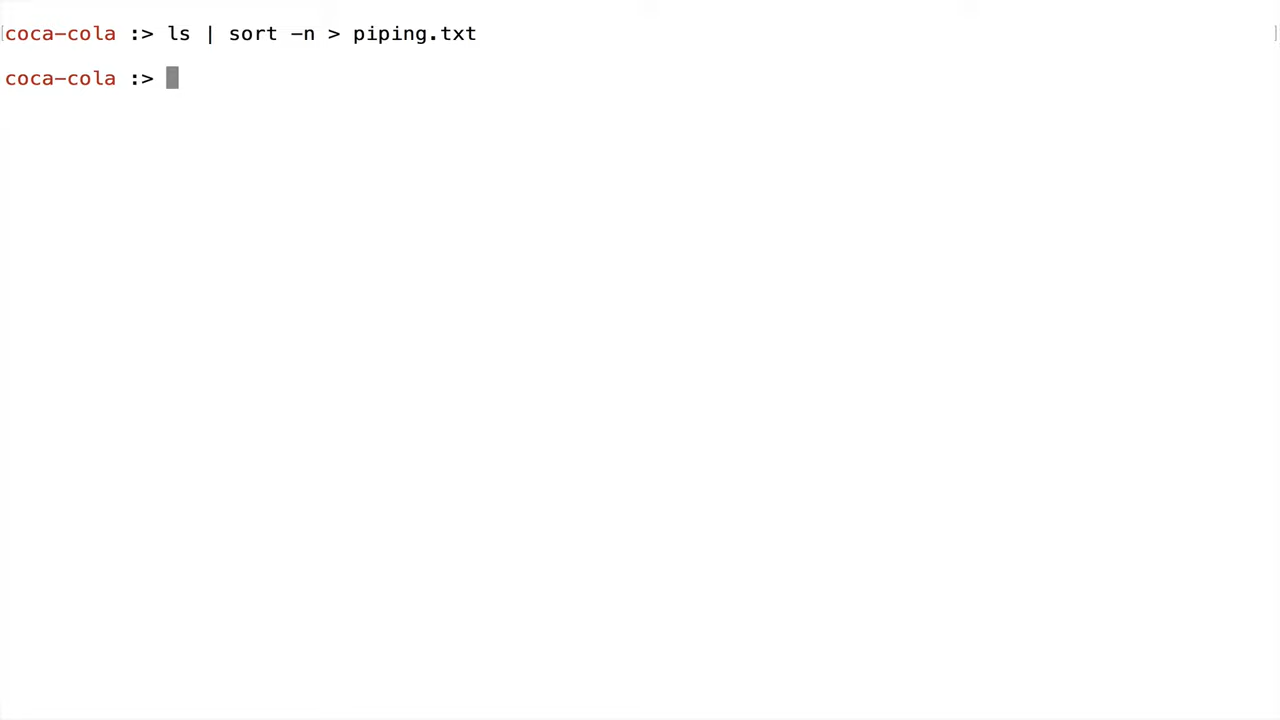 coca-cola :> ls | sort -n > piping.txt
coca-cola :>